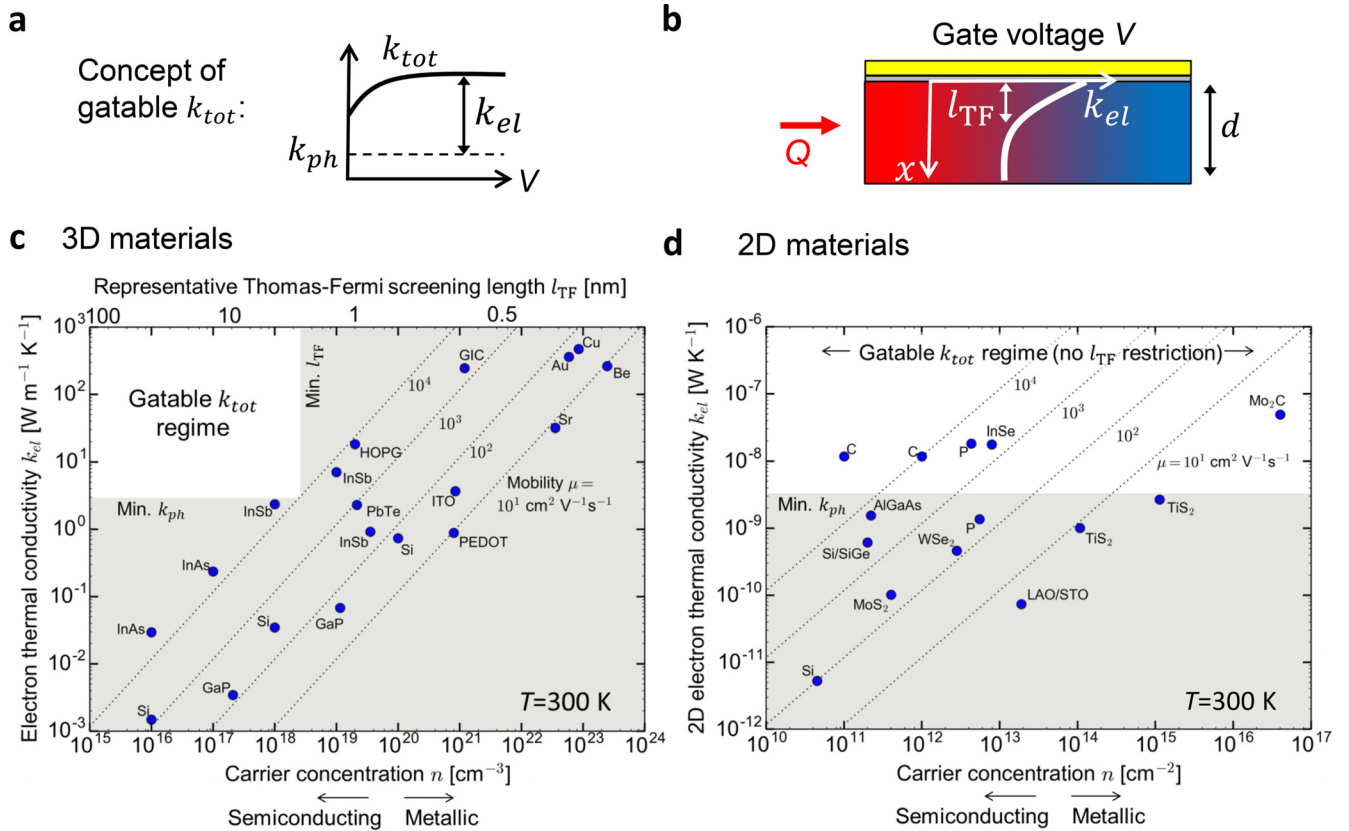 a
Concept of
gatable k_tot:
k_tot
k_el
k_ph
V
b
Gate voltage V
l_TF
k_el
d
Q
x
c 3D materials
Representative Thomas-Fermi screening length l_TF [nm]
100 10 1 0.5
Electron thermal conductivity k_el [W m⁻¹ K⁻¹]
10³
10²
10¹
10⁰
10⁻¹
10⁻²
10⁻³
Gatable k_tot
regime
Min. l_TF
Min. k_ph
10⁴
10³
10²
Mobility μ =
10¹ cm² V⁻¹s⁻¹
GIC
Au
Cu
Be
Sr
HOPG
InSb
InSb
PbTe
ITO
InSb
Si
PEDOT
InAs
InAs
Si
GaP
GaP
Si
T=300 K
10¹⁵ 10¹⁶ 10¹⁷ 10¹⁸ 10¹⁹ 10²⁰ 10²¹ 10²² 10²³ 10²⁴
Carrier concentration n [cm⁻³]
← →
Semiconducting Metallic
d 2D materials
2D electron thermal conductivity k_el [W K⁻¹]
10⁻⁶
10⁻⁷
10⁻⁸
10⁻⁹
10⁻¹⁰
10⁻¹¹
10⁻¹²
← Gatable k_tot regime (no l_TF restriction) →
10⁴
10³
10²
μ = 10¹ cm² V⁻¹s⁻¹
Mo₂C
C
C
P
InSe
Min. k_ph
AlGaAs
TiS₂
Si/SiGe
WSe₂
P
TiS₂
MoS₂
LAO/STO
Si
T=300 K
10¹⁰ 10¹¹ 10¹² 10¹³ 10¹⁴ 10¹⁵ 10¹⁶ 10¹⁷
Carrier concentration n [cm⁻²]
← →
Semiconducting Metallic